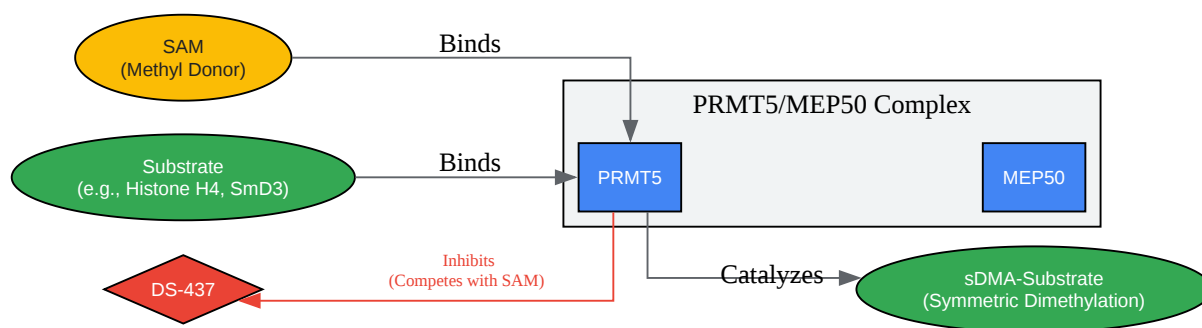 SAM
(Methyl Donor)
Binds
PRMT5/MEP50 Complex
Substrate
(e.g., Histone H4, SmD3)
Binds
PRMT5
MEP50
DS-437
Inhibits
(Competes with SAM)
Catalyzes
sDMA-Substrate
(Symmetric Dimethylation)